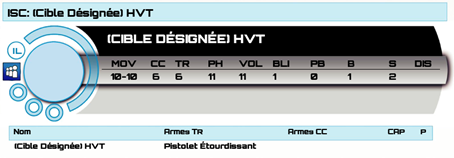 ISC: (Cible Désignée) HVT
(CIBLE DÉSIGNÉE) HVT
IL
MOV CC TR PH VOL BLI PB B S DIS
10-10 6 6 11 11 1 0 1 2
Nom Armes TR Armes CC CAP P
(Cible Désignée) HVT Pistolet Étourdissant